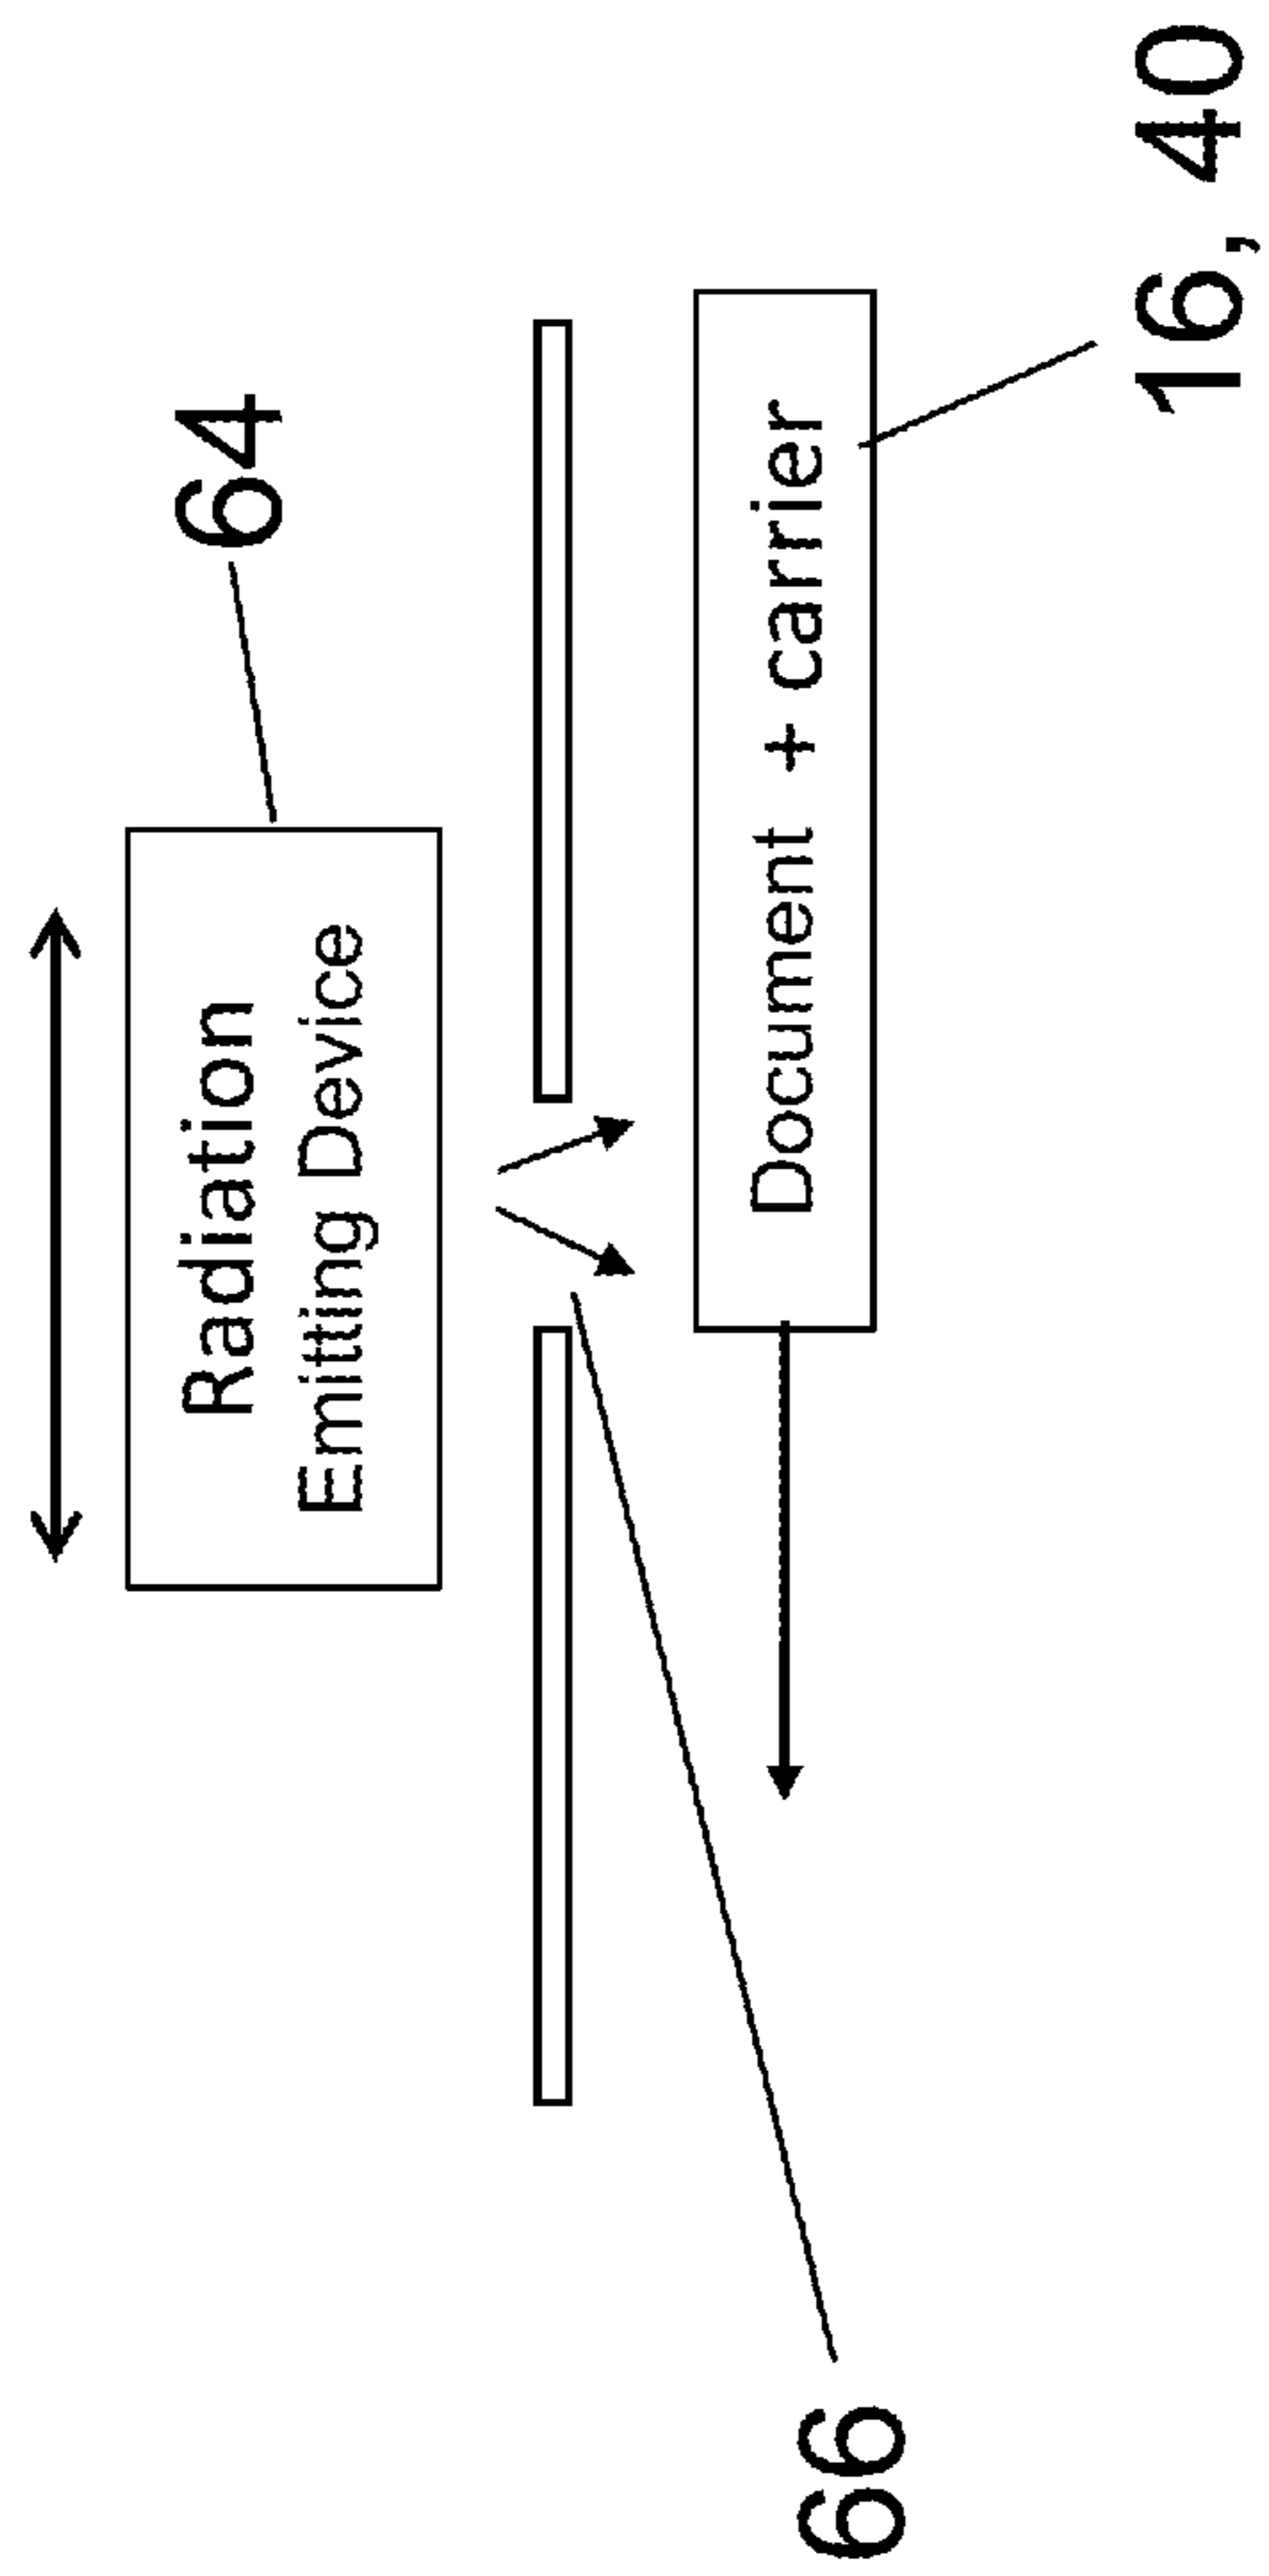 64
Radiation
Emitting Device
Document + carrier
66
16, 40